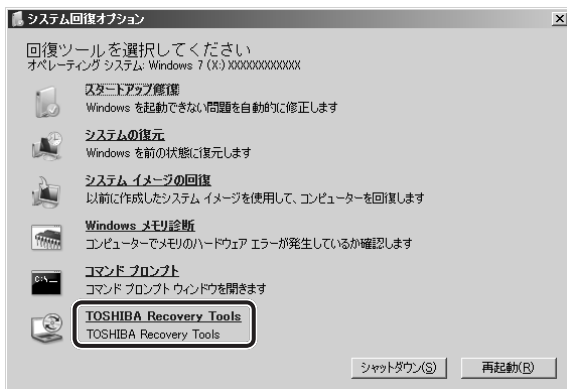 システム回復オプション
回復ツールを選択してください
オペレーティング システム: Windows 7 (X:) XXXXXXXXXXXX
スタートアップ修復
Windows を起動できない問題を自動的に修正します
システムの復元
Windows を前の状態に復元します
システム イメージの回復
以前に作成したシステム イメージを使用して、コンピューターを回復します
Windows メモリ診断
コンピューターでメモリのハードウェア エラーが発生しているか確認します
コマンド プロンプト
コマンド プロンプト ウィンドウを開きます
TOSHIBA Recovery Tools
TOSHIBA Recovery Tools
シャットダウン(S) 再起動(R)